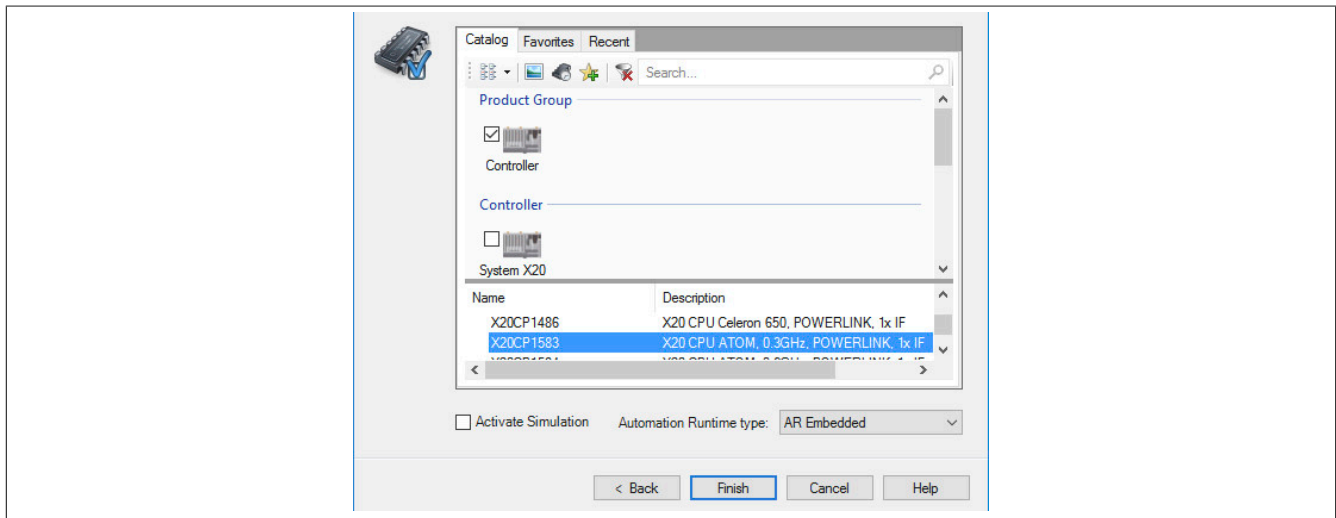 Catalog Favorites Recent
Search...
Product Group
Controller
Controller
System X20
Name Description
X20CP1486 X20 CPU Celeron 650, POWERLINK, 1x IF
X20CP1583 X20 CPU ATOM, 0.3GHz, POWERLINK, 1x IF
Activate Simulation Automation Runtime type: AR Embedded
< Back Finish Cancel Help